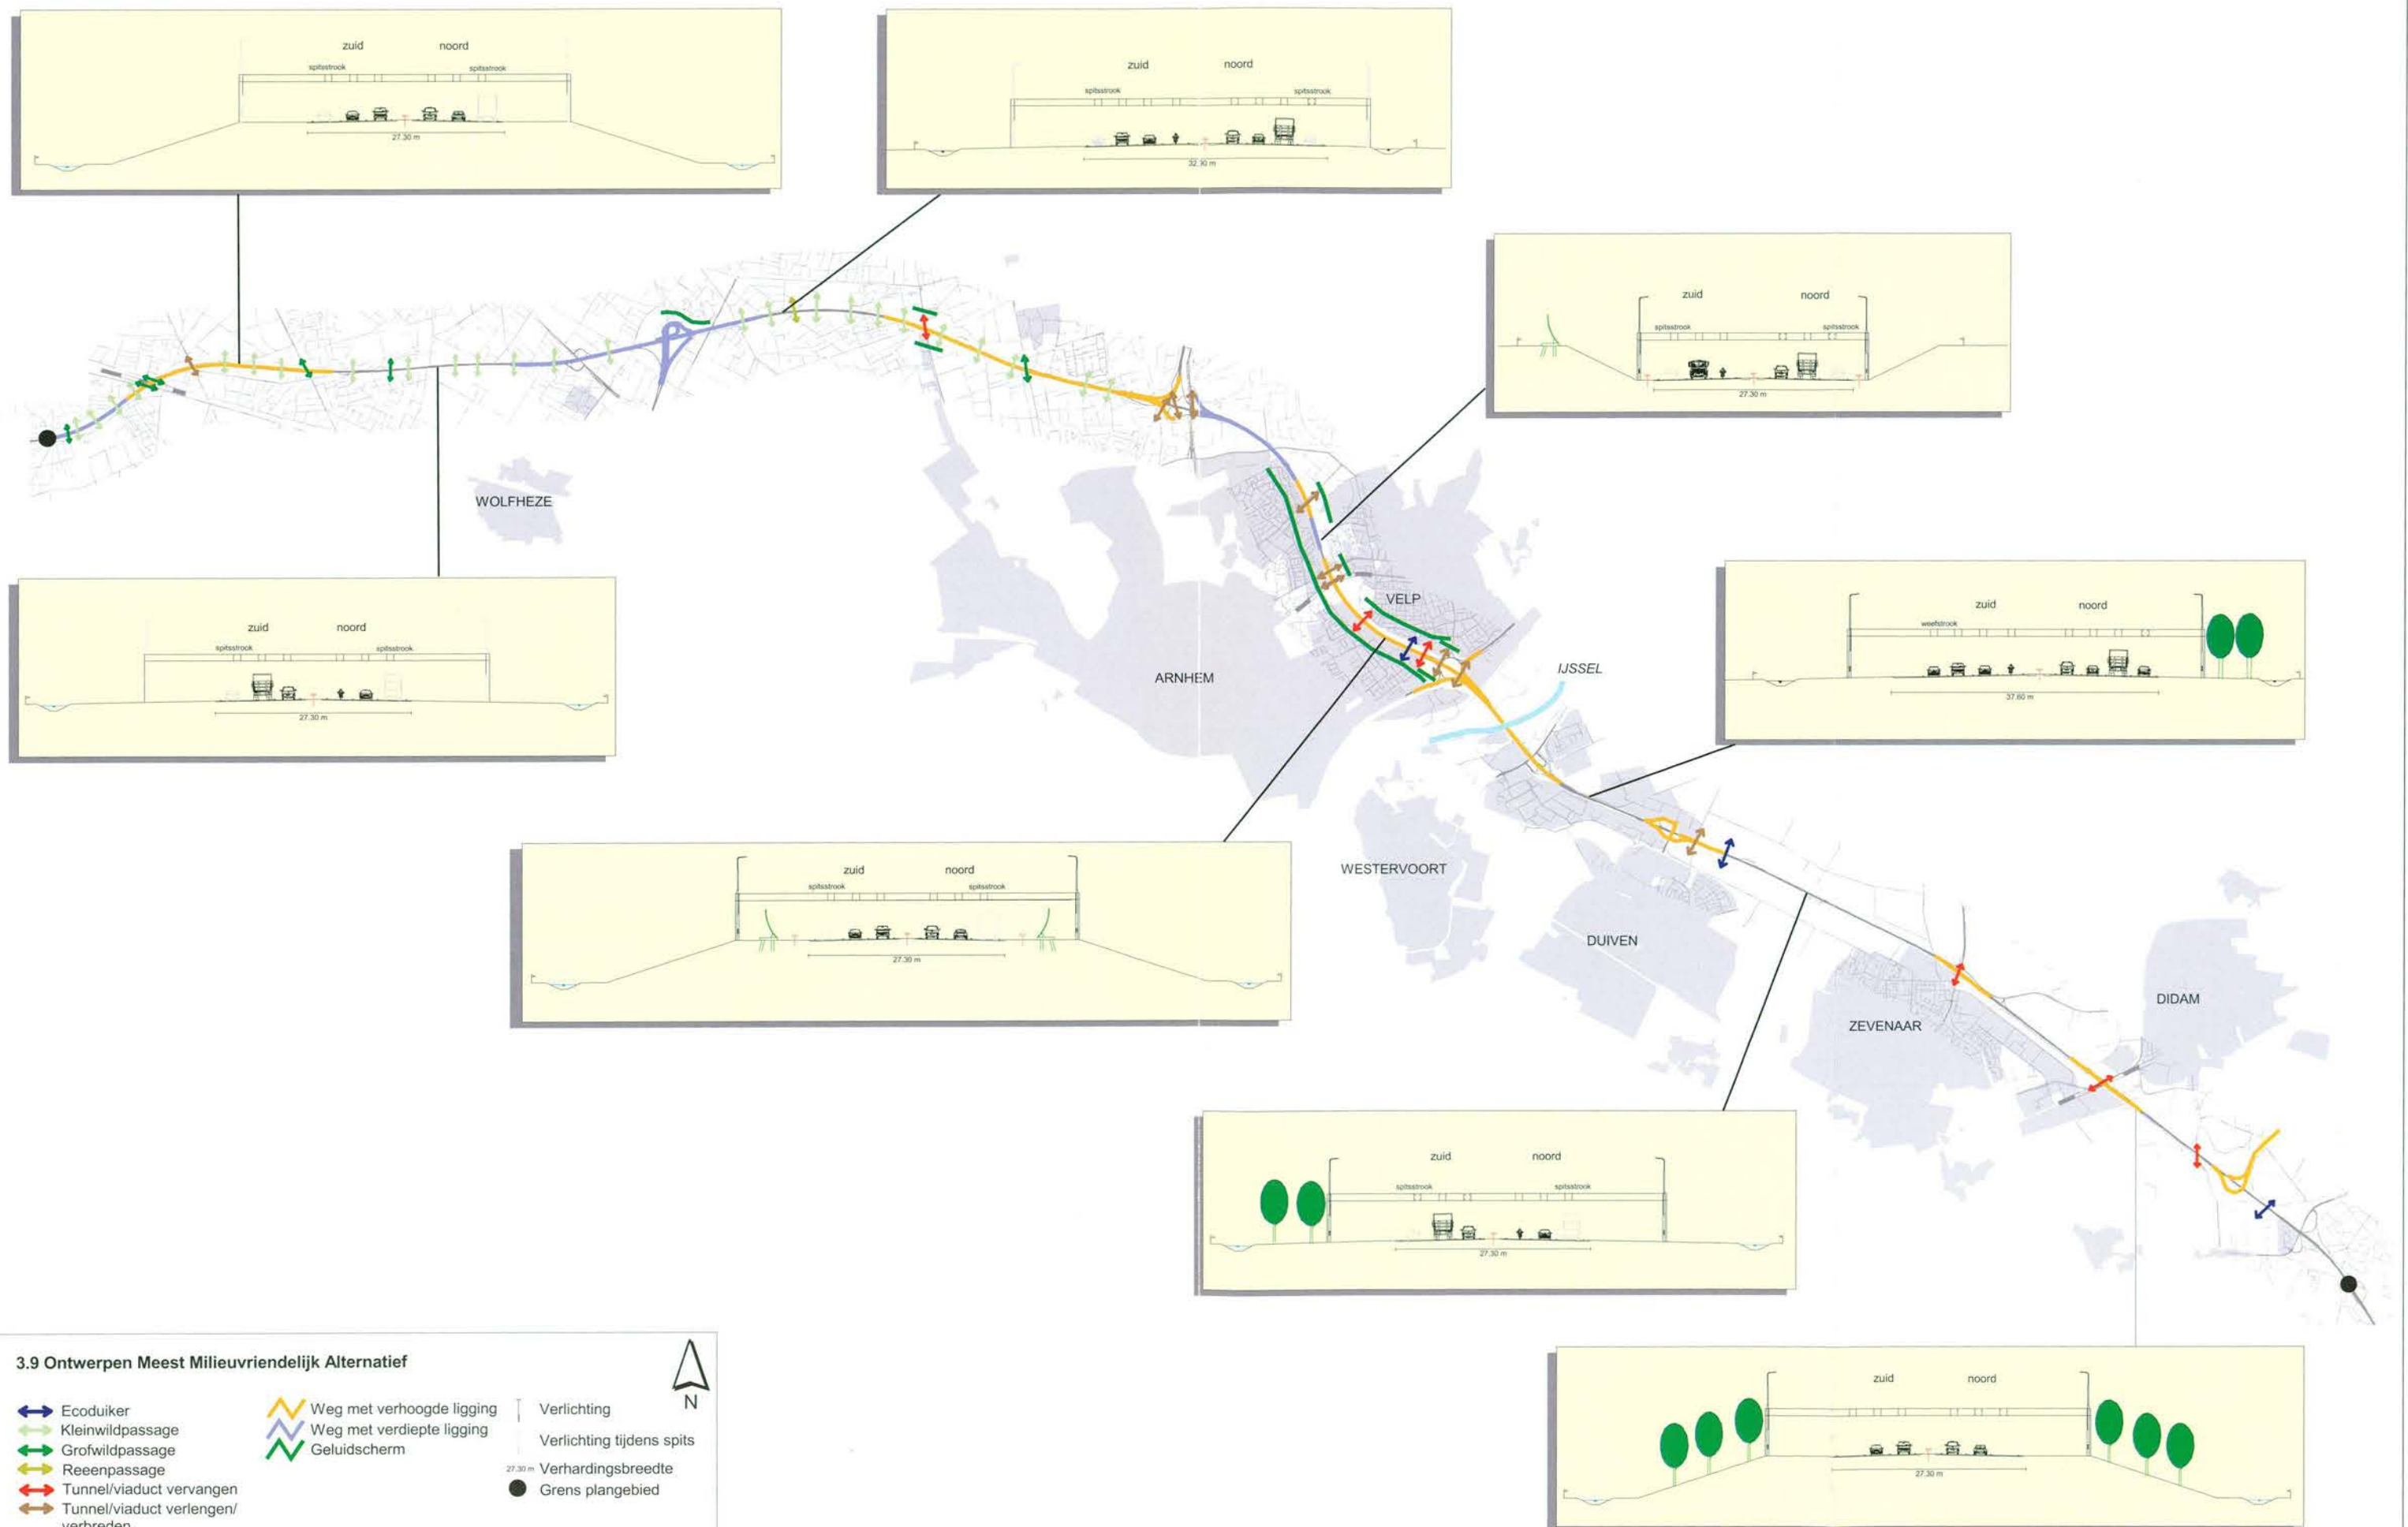 zuid noord
spitsstrook spitsstrook
27.30 m
zuid noord
spitsstrook spitsstrook
32.30 m
zuid noord
spitsstrook spitsstrook
27.30 m
WOLFHEZE
zuid noord
spitsstrook spitsstrook
27.30 m
VELP
ARNHEM
IJSSEL
zuid noord
weefstrook
37.60 m
zuid noord
spitsstrook spitsstrook
27.30 m
WESTERVOORT
DUIVEN
ZEVENAAR
DIDAM
zuid noord
spitsstrook spitsstrook
27.30 m
zuid noord
27.30 m
3.9 Ontwerpen Meest Milieuvriendelijk Alternatief
N
Ecoduiker
Kleinwildpassage
Grofwildpassage
Reeenpassage
Tunnel/viaduct vervangen
Tunnel/viaduct verlengen/
verbreden
Weg met verhoogde ligging
Weg met verdiepte ligging
Geluidscherm
Verlichting
Verlichting tijdens spits
27.30 m Verhardingsbreedte
Grens plangebied